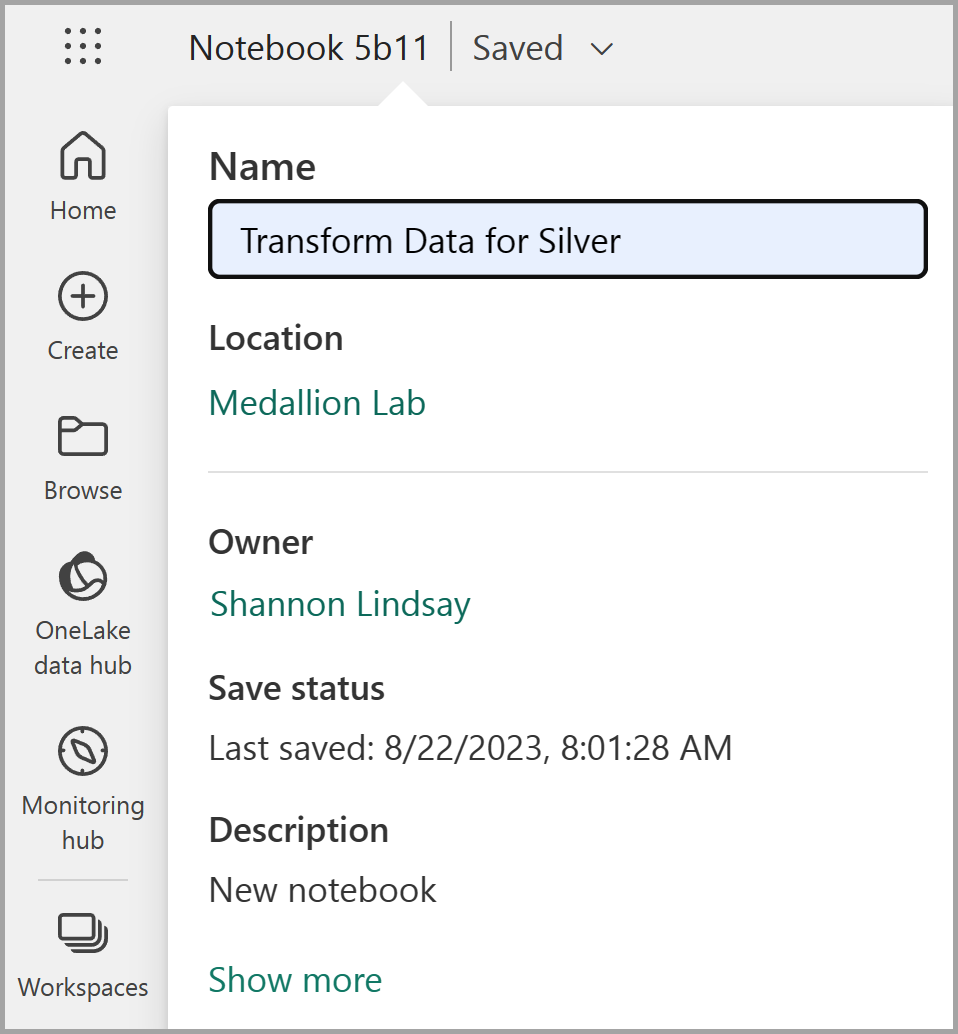 Notebook 5b11
Saved
Home
Create
Browse
OneLake
data hub
Monitoring
hub
Workspaces
Name
Transform Data for Silver
Location
Medallion Lab
Owner
Shannon Lindsay
Save status
Last saved: 8/22/2023, 8:01:28 AM
Description
New notebook
Show more